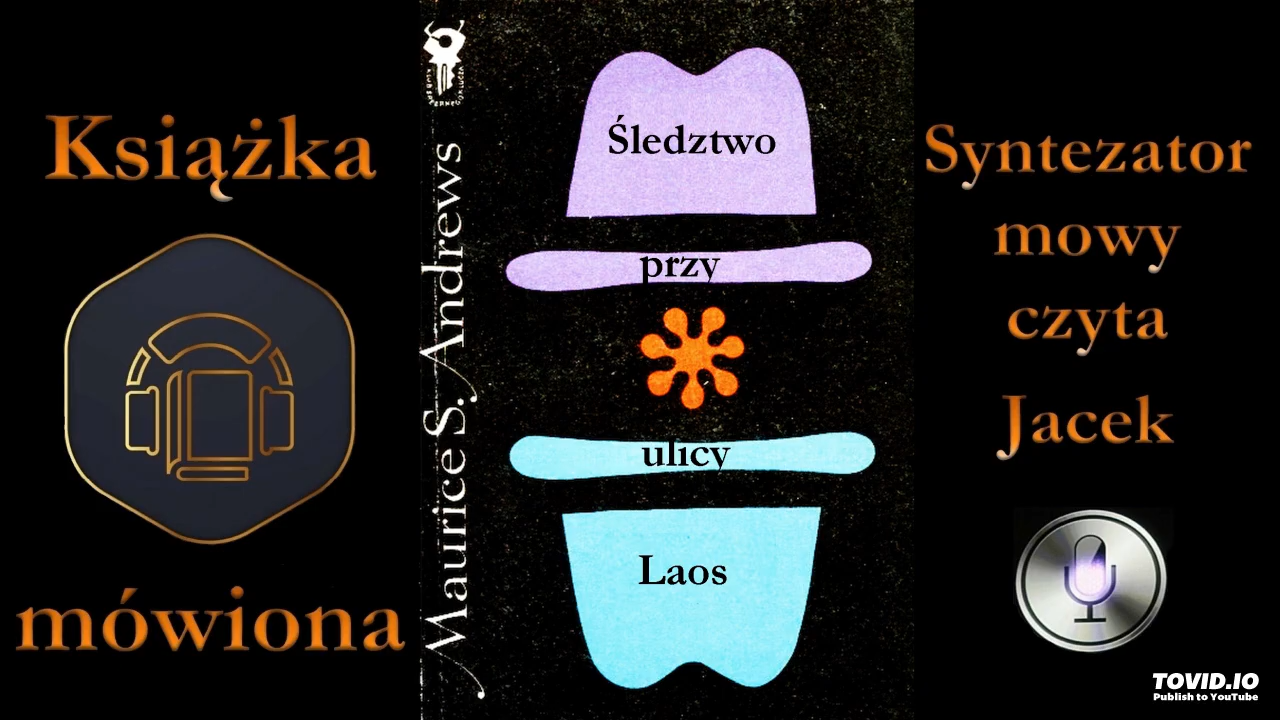 Książka
mówiona
Maurice S. Andrews
Śledztwo
przy
ulicy
Laos
Syntezator
mowy
czyta
Jacek
TOVID.IO
Publish to YouTube